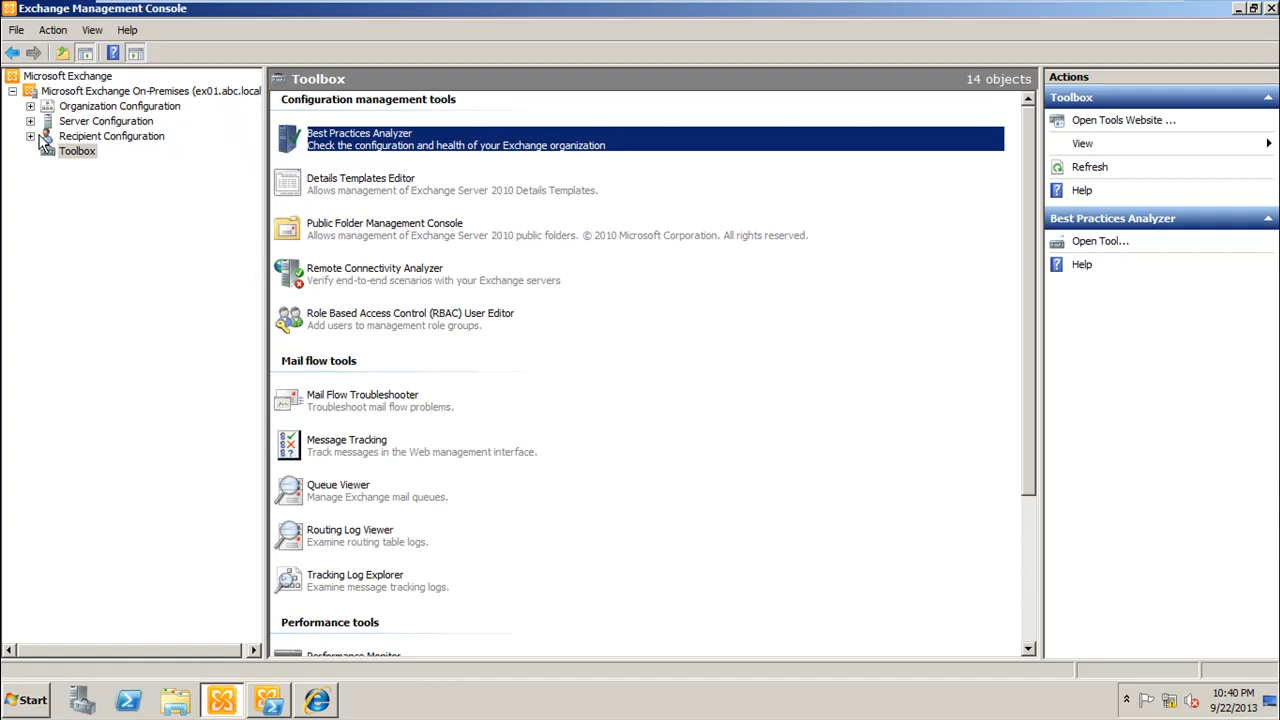 Exchange Management Console
File Action View Help
Microsoft Exchange
Microsoft Exchange On-Premises (ex01.abc.local
Organization Configuration
Server Configuration
Recipient Configuration
Toolbox
Toolbox 14 objects
Configuration management tools
Best Practices Analyzer
Check the configuration and health of your Exchange organization
Details Templates Editor
Allows management of Exchange Server 2010 Details Templates.
Public Folder Management Console
Allows management of Exchange Server 2010 public folders. © 2010 Microsoft Corporation. All rights reserved.
Remote Connectivity Analyzer
Verify end-to-end scenarios with your Exchange servers
Role Based Access Control (RBAC) User Editor
Add users to management role groups.
Mail flow tools
Mail Flow Troubleshooter
Troubleshoot mail flow problems.
Message Tracking
Track messages in the Web management interface.
Queue Viewer
Manage Exchange mail queues.
Routing Log Viewer
Examine routing table logs.
Tracking Log Explorer
Examine message tracking logs.
Performance tools
Performance Monitor
Actions
Toolbox
Open Tools Website ...
View
Refresh
Help
Best Practices Analyzer
Open Tool...
Help
Start
10:40 PM
9/22/2013